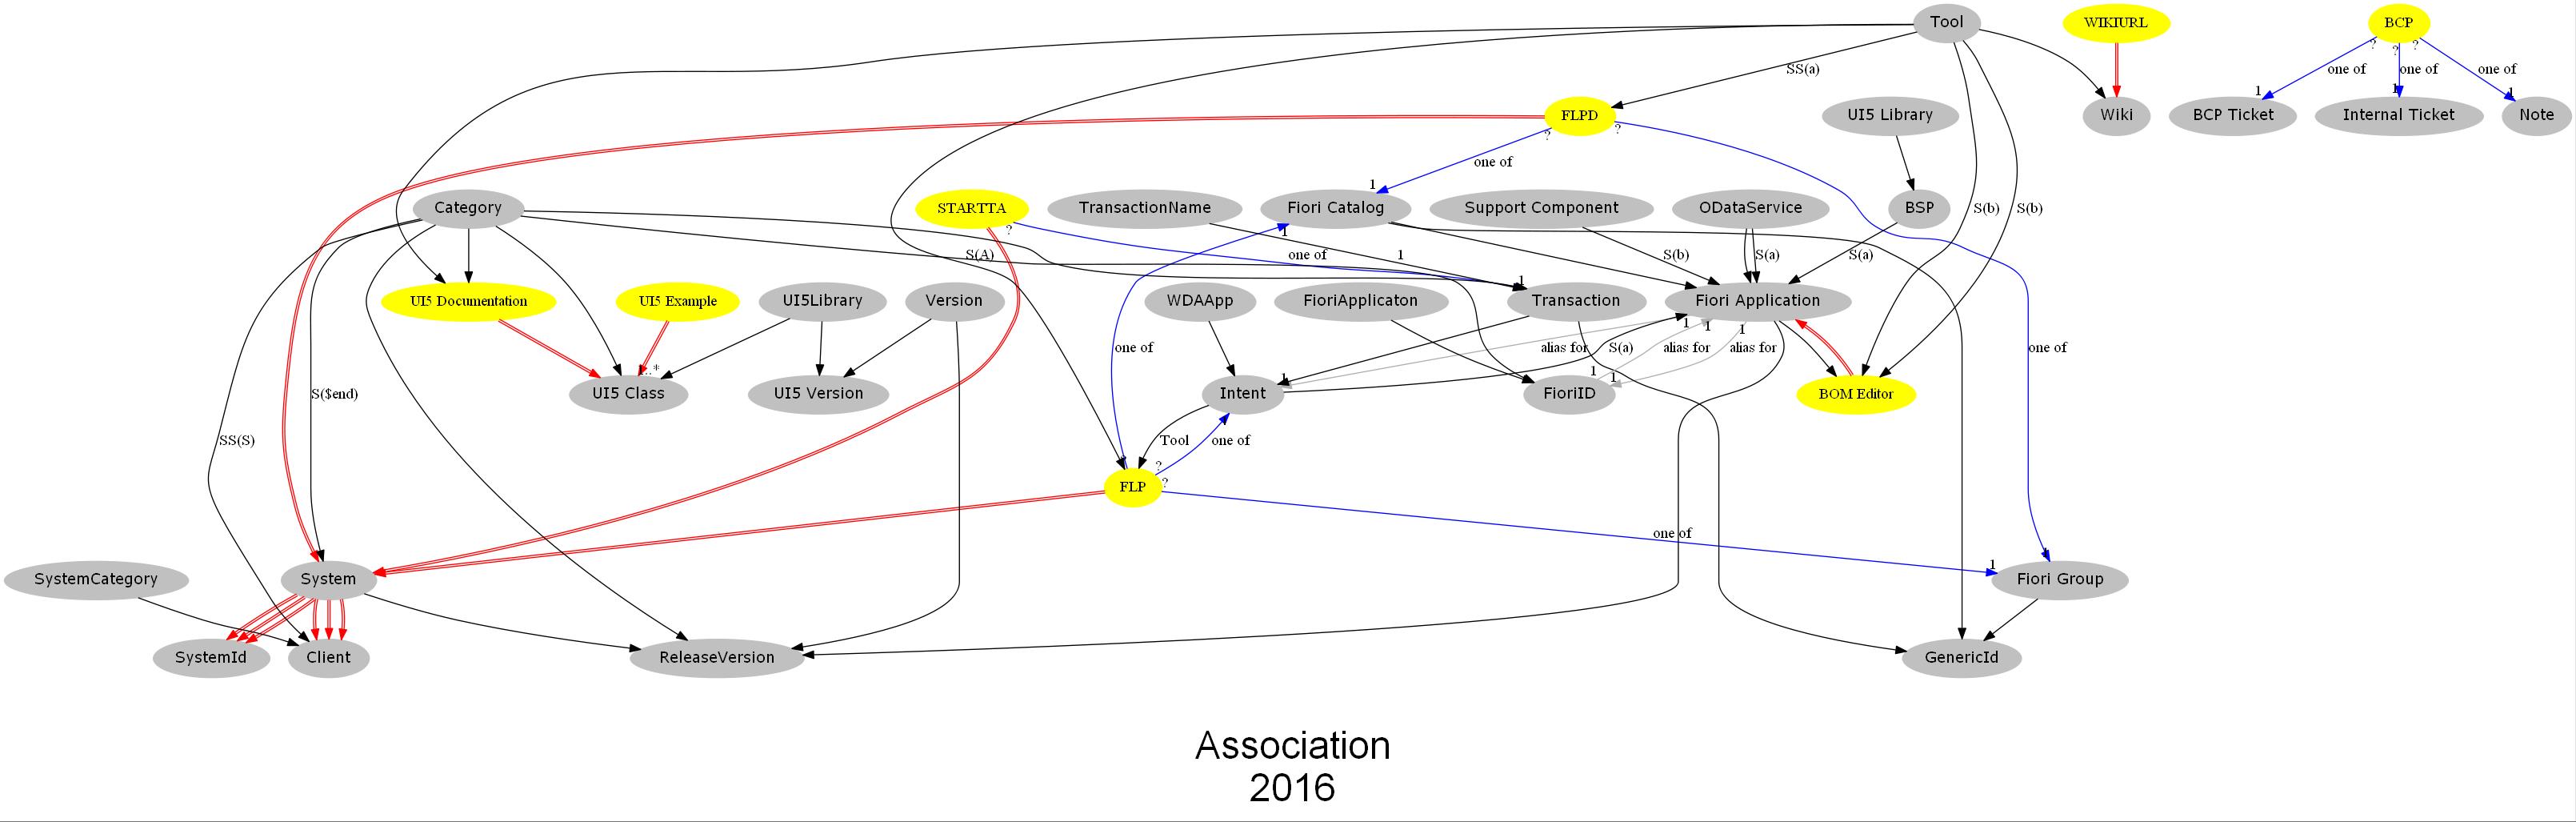 Tool
WIKIURL
BCP
?
?
?
SS(a)
one of
one of
one of
1
1
1
FLPD
UI5 Library
Wiki
BCP Ticket
Internal Ticket
Note
?
?
one of
1
Category
STARTTA
TransactionName
Fiori Catalog
Support Component
ODataService
BSP
S(b)
S(b)
?
1
S(A)
one of
1
S(b)
S(a)
S(a)
1
UI5 Documentation
UI5 Example
UI5Library
Version
WDAApp
FioriApplicaton
Transaction
Fiori Application
1
1
1
one of
alias for
S(a)
alias for
alias for
one of
1
1
1
UI5 Class
UI5 Version
Intent
FioriID
BOM Editor
S($end)
SS(S)
Tool
one of
?
?
FLP
one of
1
SystemCategory
System
Fiori Group
SystemId
Client
ReleaseVersion
GenericId
Association
2016